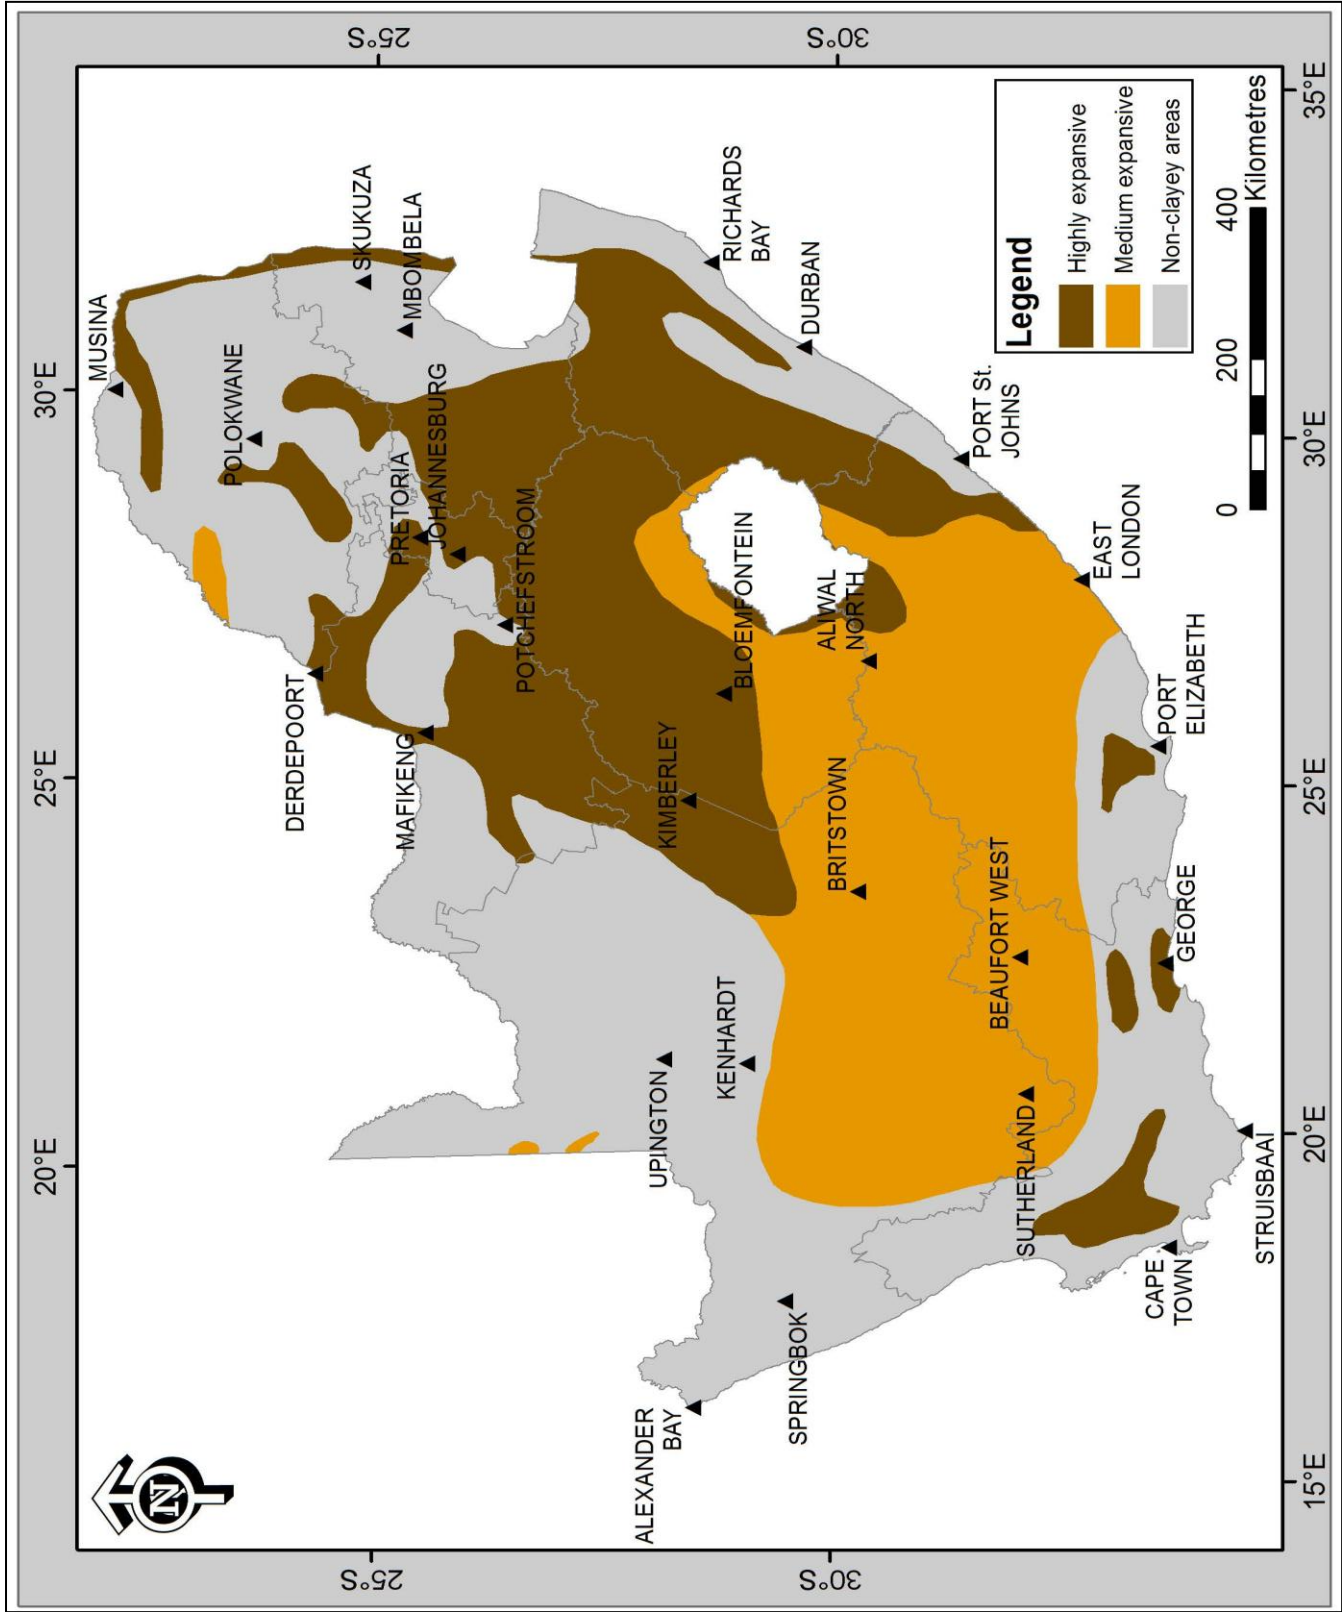 25°S
30°S
30°E
25°E
20°E
35°E
30°E
25°E
20°E
15°E
25°S
30°S
N
MUSINA
POLOKWANE
SKUKUZA
MBOMBELA
DERDEPOORT
PRETORIA
JOHANNESBURG
MAFIKENG
POTCHEFSTROOM
KIMBERLEY
BLOEMFONTEIN
RICHARDS
BAY
DURBAN
UPINGTON
KENHARDT
ALEXANDER
BAY
SPRINGBOK
BRITSTOWN
ALIWAL
NORTH
PORT St.
JOHNS
BEAUFORT WEST
EAST
LONDON
SUTHERLAND
PORT
ELIZABETH
GEORGE
CAPE
TOWN
STRUISBAAI
Legend
Highly expansive
Medium expansive
Non-clayey areas
0
200
400
Kilometres